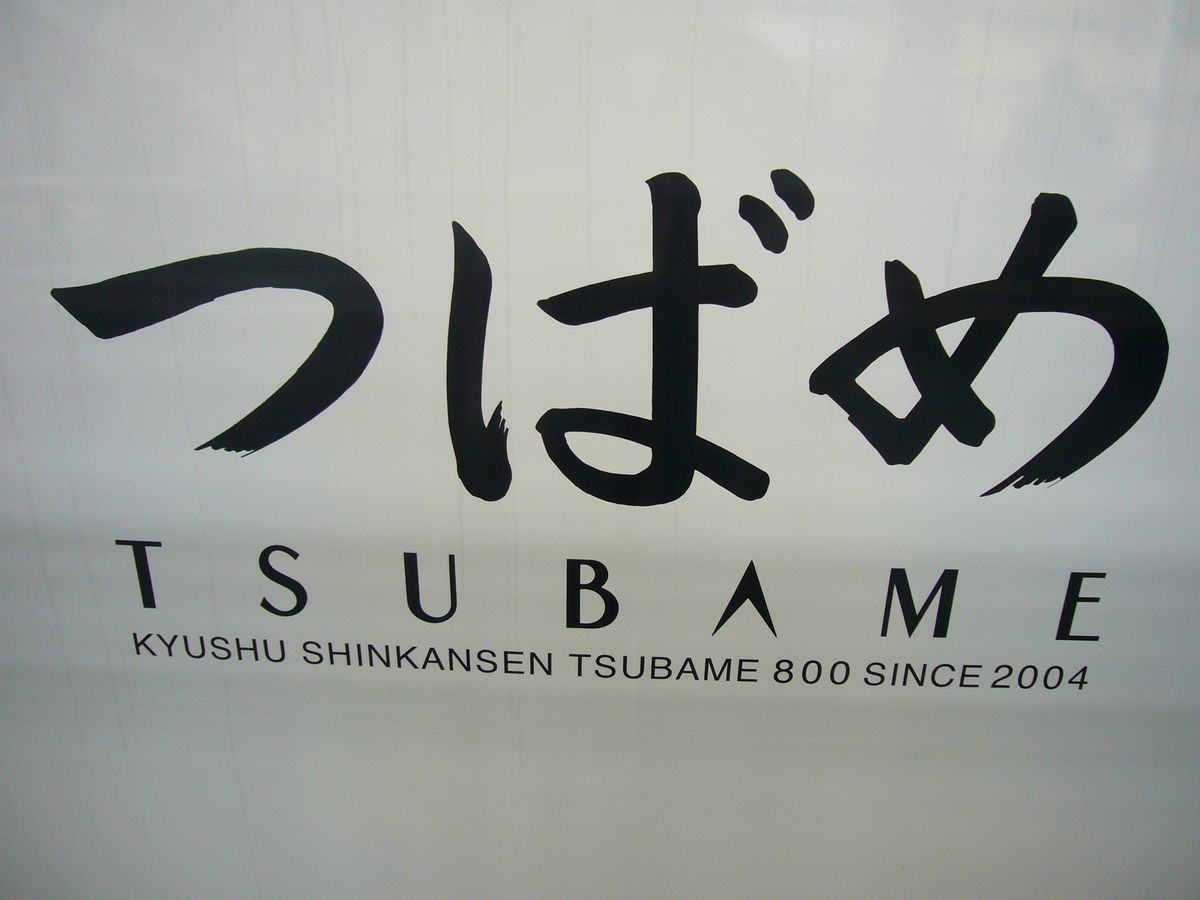 つばめ
TSUBAME
KYUSHU SHINKANSEN TSUBAME 800 SINCE 2004